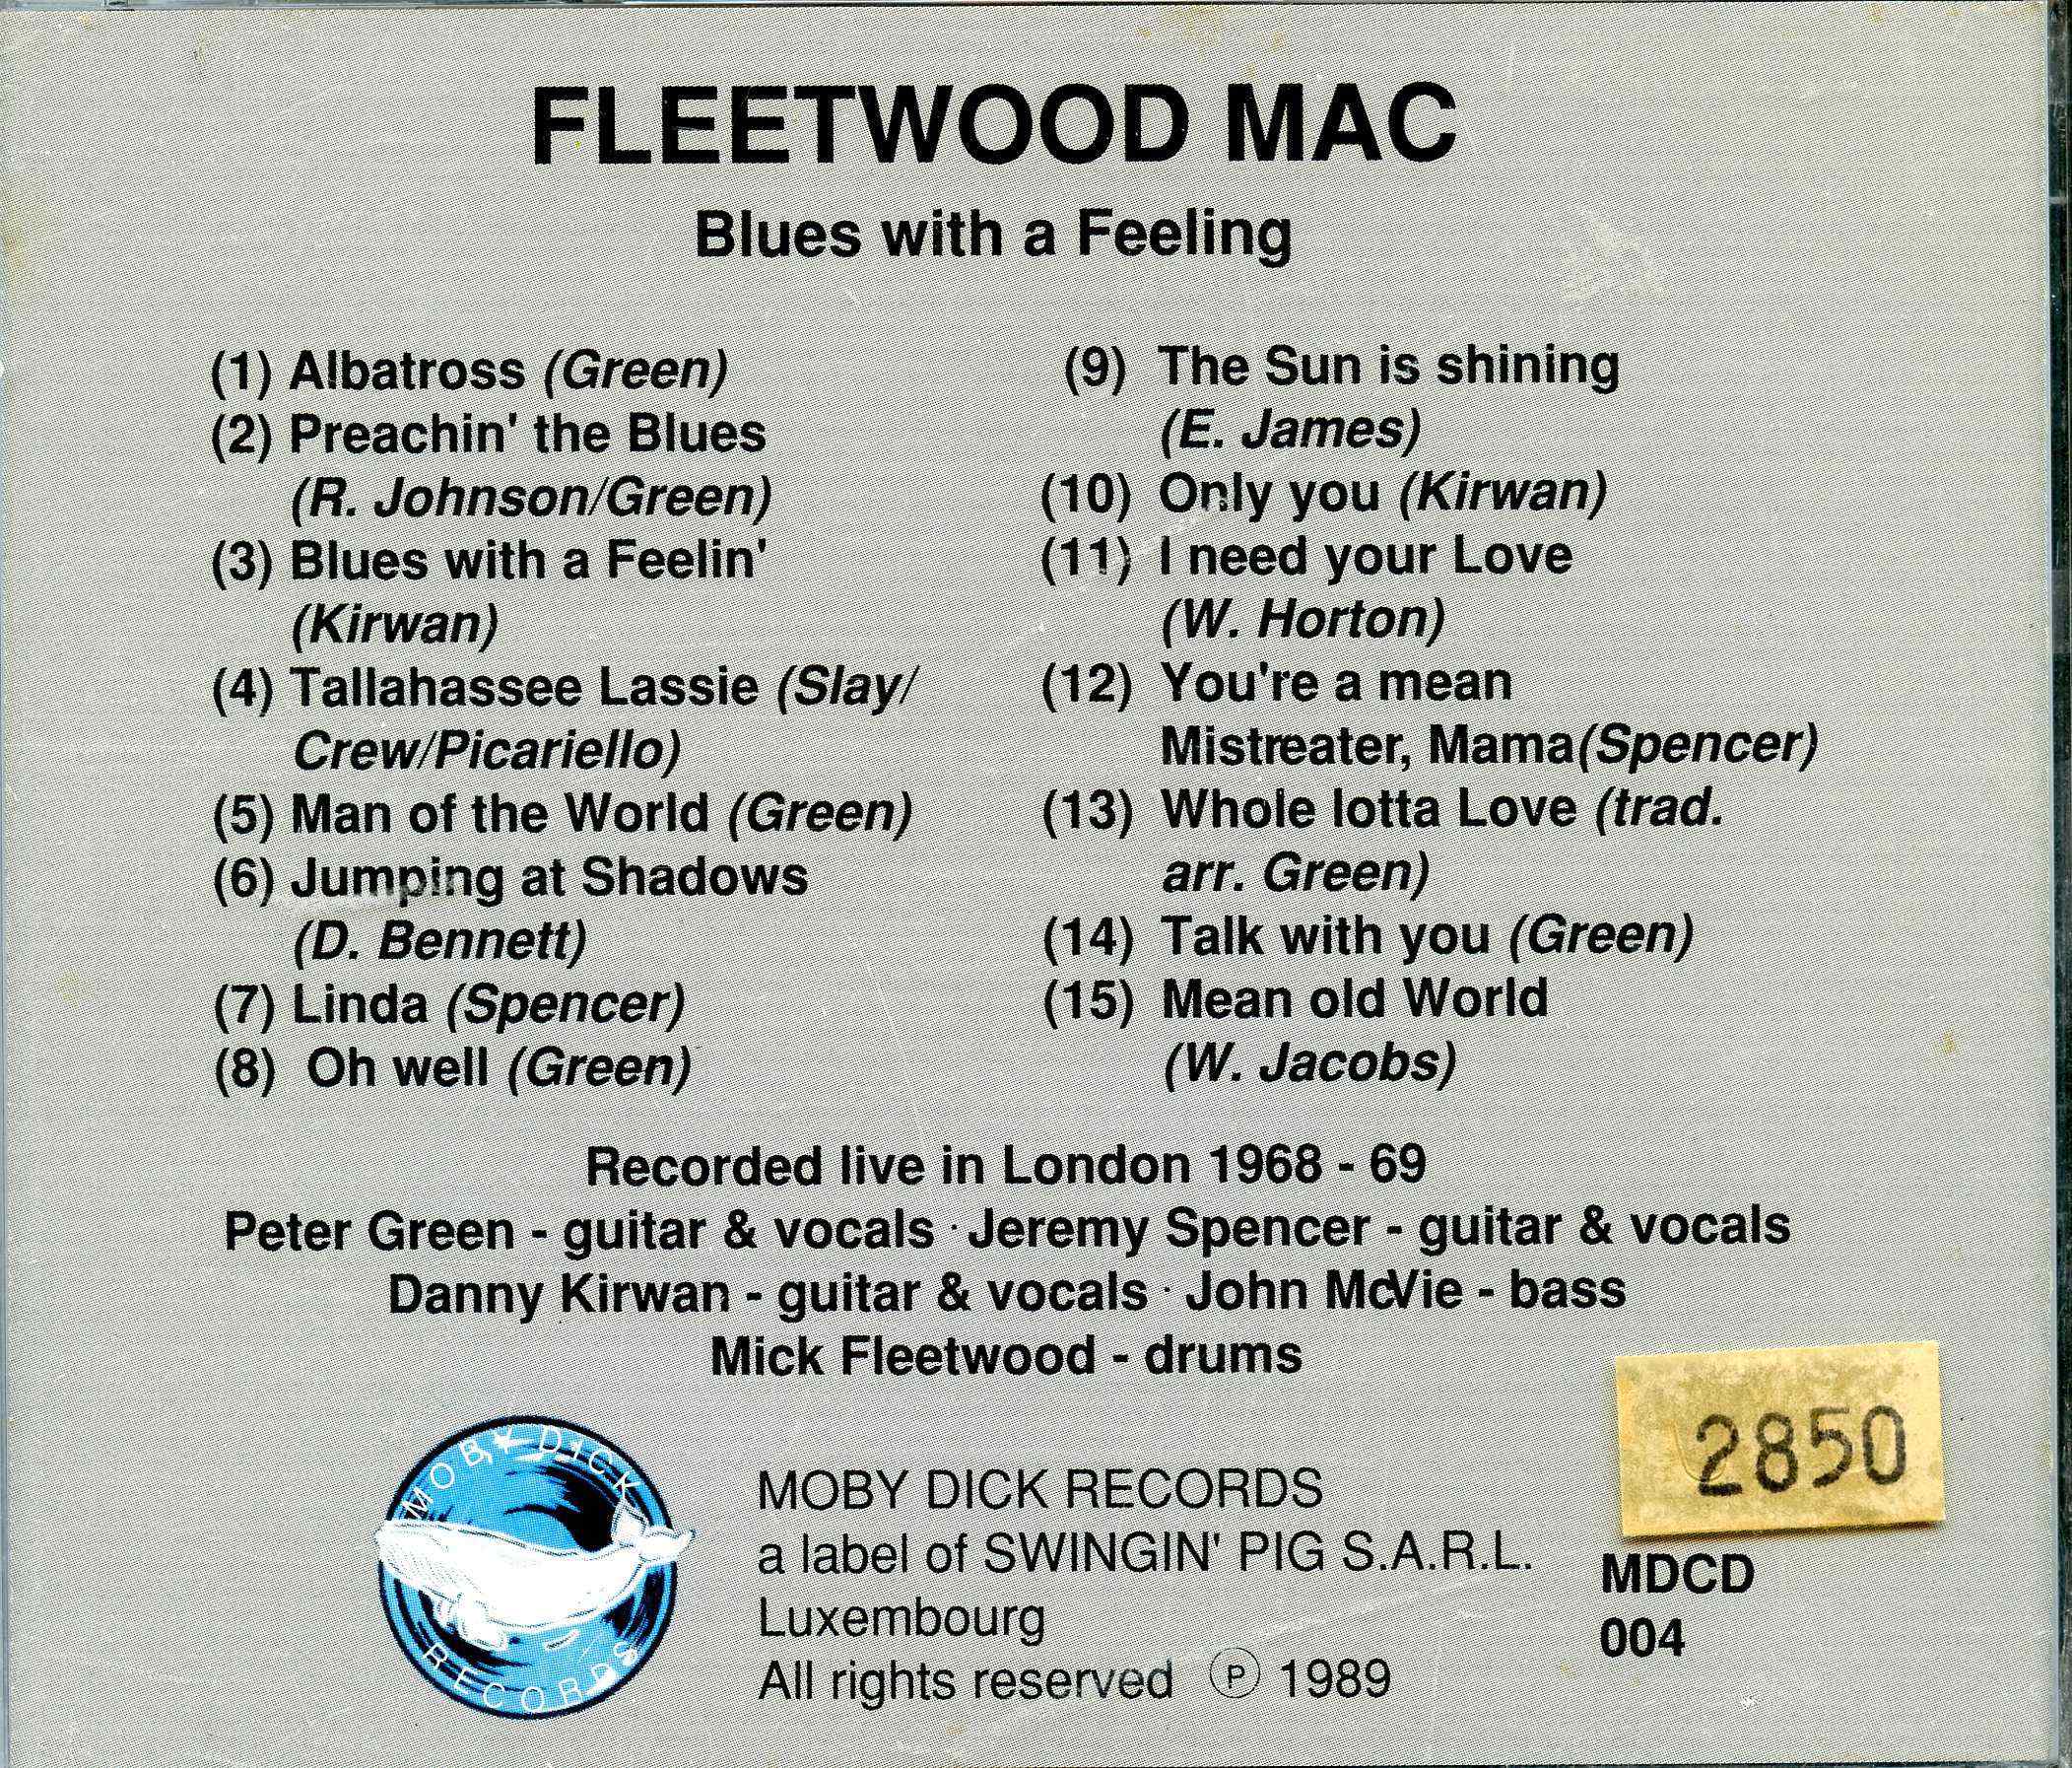 FLEETWOOD MAC
Blues with a Feeling
(1) Albatross (Green)
(2) Preachin' the Blues
(R. Johnson/Green)
(3) Blues with a Feelin'
(Kirwan)
(4) Tallahassee Lassie (Slay/
Crew/Picariello)
(5) Man of the World (Green)
(6) Jumping at Shadows
(D. Bennett)
(7) Linda (Spencer)
(8) Oh well (Green)
(9) The Sun is shining
(E. James)
(10) Only you (Kirwan)
(11) I need your Love
(W. Horton)
(12) You're a mean
Mistreater, Mama(Spencer)
(13) Whole lotta Love (trad.
arr. Green)
(14) Talk with you (Green)
(15) Mean old World
(W. Jacobs)
Recorded live in London 1968 - 69
Peter Green - guitar & vocals · Jeremy Spencer - guitar & vocals
Danny Kirwan - guitar & vocals · John McVie - bass
Mick Fleetwood - drums
MOBY DICK
RECORDS
MOBY DICK RECORDS
a label of SWINGIN' PIG S.A.R.L.
Luxembourg
All rights reserved Ⓟ 1989
2850
MDCD
004